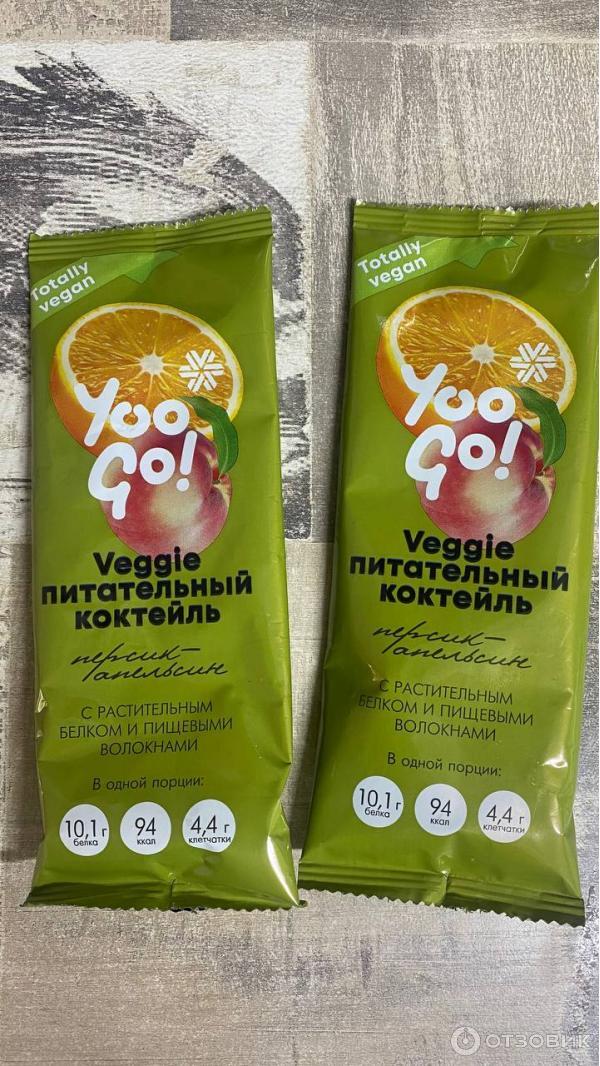 Totally
vegan
Yoo
Go!
Veggie
питательный
коктейль
персик-
апельсин
С РАСТИТЕЛЬНЫМ
БЕЛКОМ И ПИЩЕВЫМИ
ВОЛОКНАМИ
В одной порции:
10,1 г
белка
94
ккал
4,4 г
клетчатки
Totally
vegan
Yoo
Go!
Veggie
питательный
коктейль
персик-
апельсин
С РАСТИТЕЛЬНЫМ
БЕЛКОМ И ПИЩЕВЫМИ
ВОЛОКНАМИ
В одной порции:
10,1 г
белка
94
ккал
4,4 г
клетчатки
ОТЗОВИК